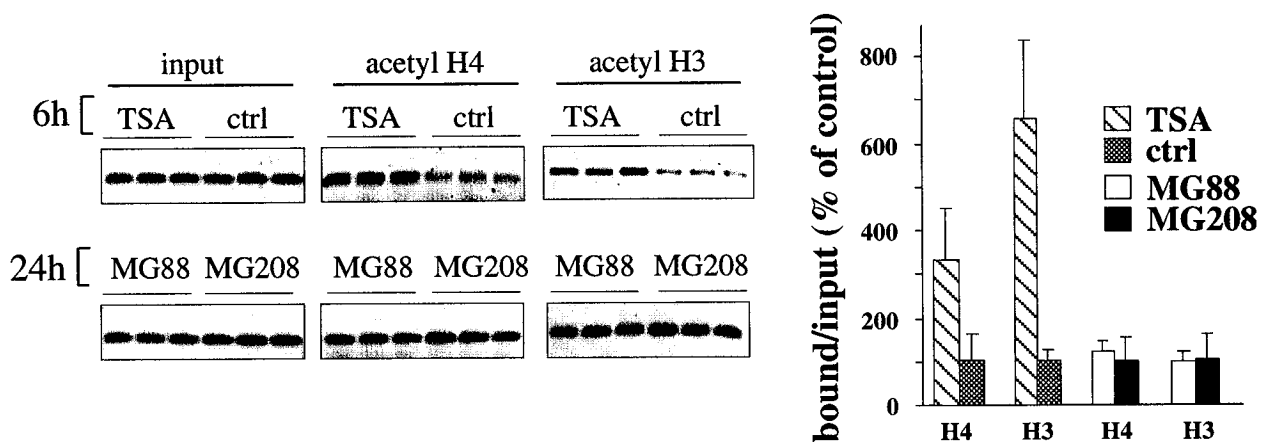 input acetyl H4 acetyl H3
6h [ TSA ctrl TSA ctrl TSA ctrl
24h [ MG88 MG208 MG88 MG208 MG88 MG208
bound/input (% of control)
800
600
400
200
0
H4 H3 H4 H3
TSA
ctrl
MG88
MG208